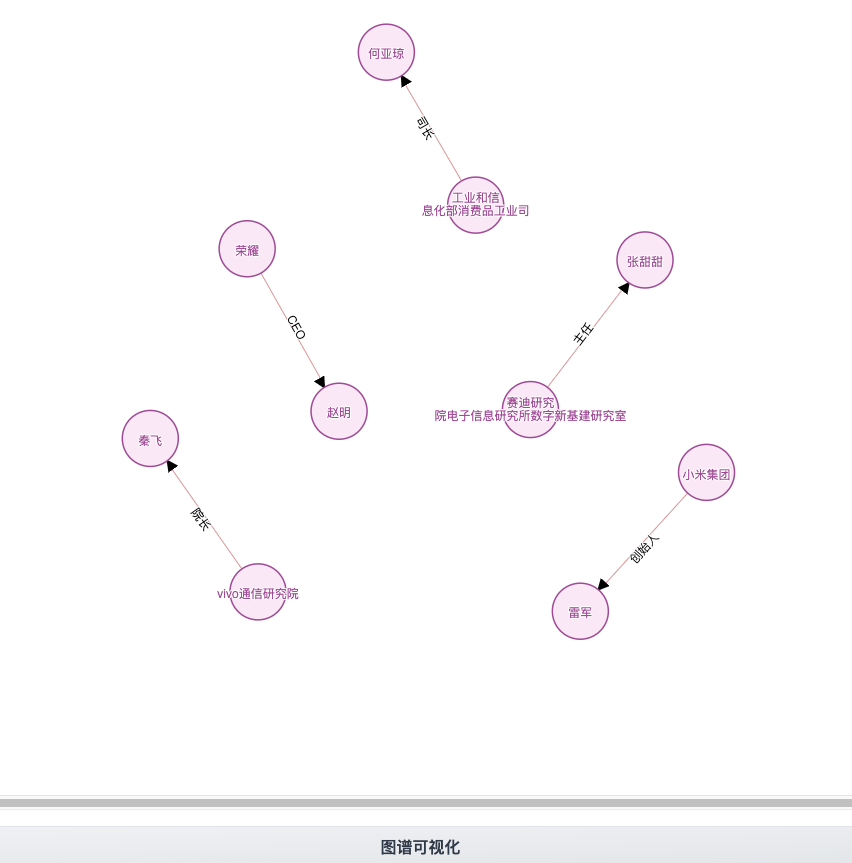 何亚琼
司长
工业和信
息化部消费品工业司
荣耀
CEO
赵明
张甜甜
主任
赛迪研究
院电子信息研究所数字新基建研究室
秦飞
院长
vivo通信研究院
小米集团
创始人
雷军
图谱可视化